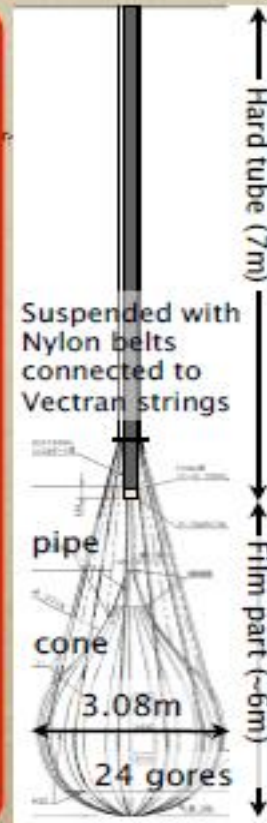 Hard tube (7m)
Suspended with
Nylon belts
connected to
Vectran strings
pipe
Film part (~6m)
cone
3.08m
24 gores